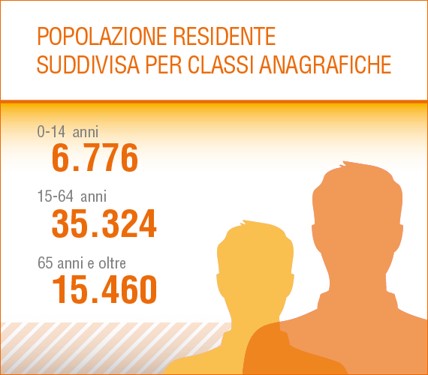 POPOLAZIONE RESIDENTE
SUDDIVISA PER CLASSI ANAGRAFICHE
0-14 anni
6.776
15-64 anni
35.324
65 anni e oltre
15.460